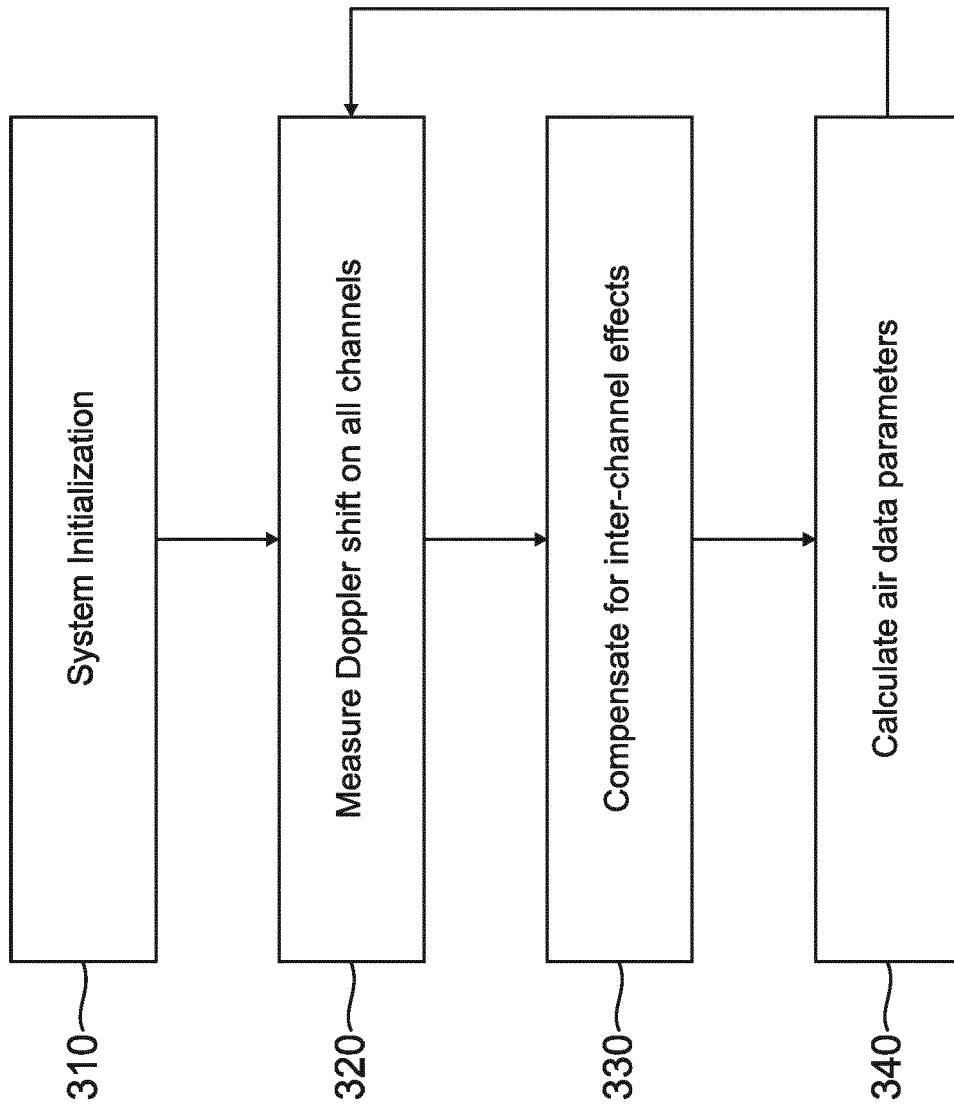 310
System Initialization
320
Measure Doppler shift on all channels
330
Compensate for inter-channel effects
340
Calculate air data parameters